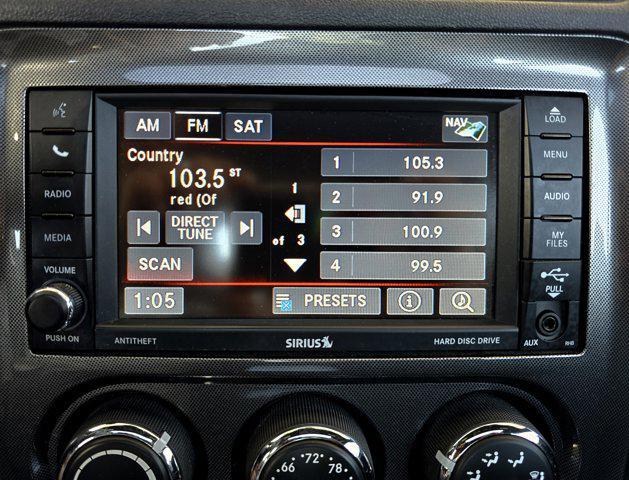 LOAD
AM FM SAT NAV
Country
103.5 ST
red (Of
1 105.3
2 91.9
3 100.9
4 99.5
1
of 3
DIRECT
TUNE
SCAN
1:05
PRESETS
i
RADIO
MEDIA
VOLUME
PUSH ON
MENU
AUDIO
MY
FILES
PULL
AUX
RHB
ANTITHEFT
SIRIUS
HARD DISC DRIVE
66 72 78